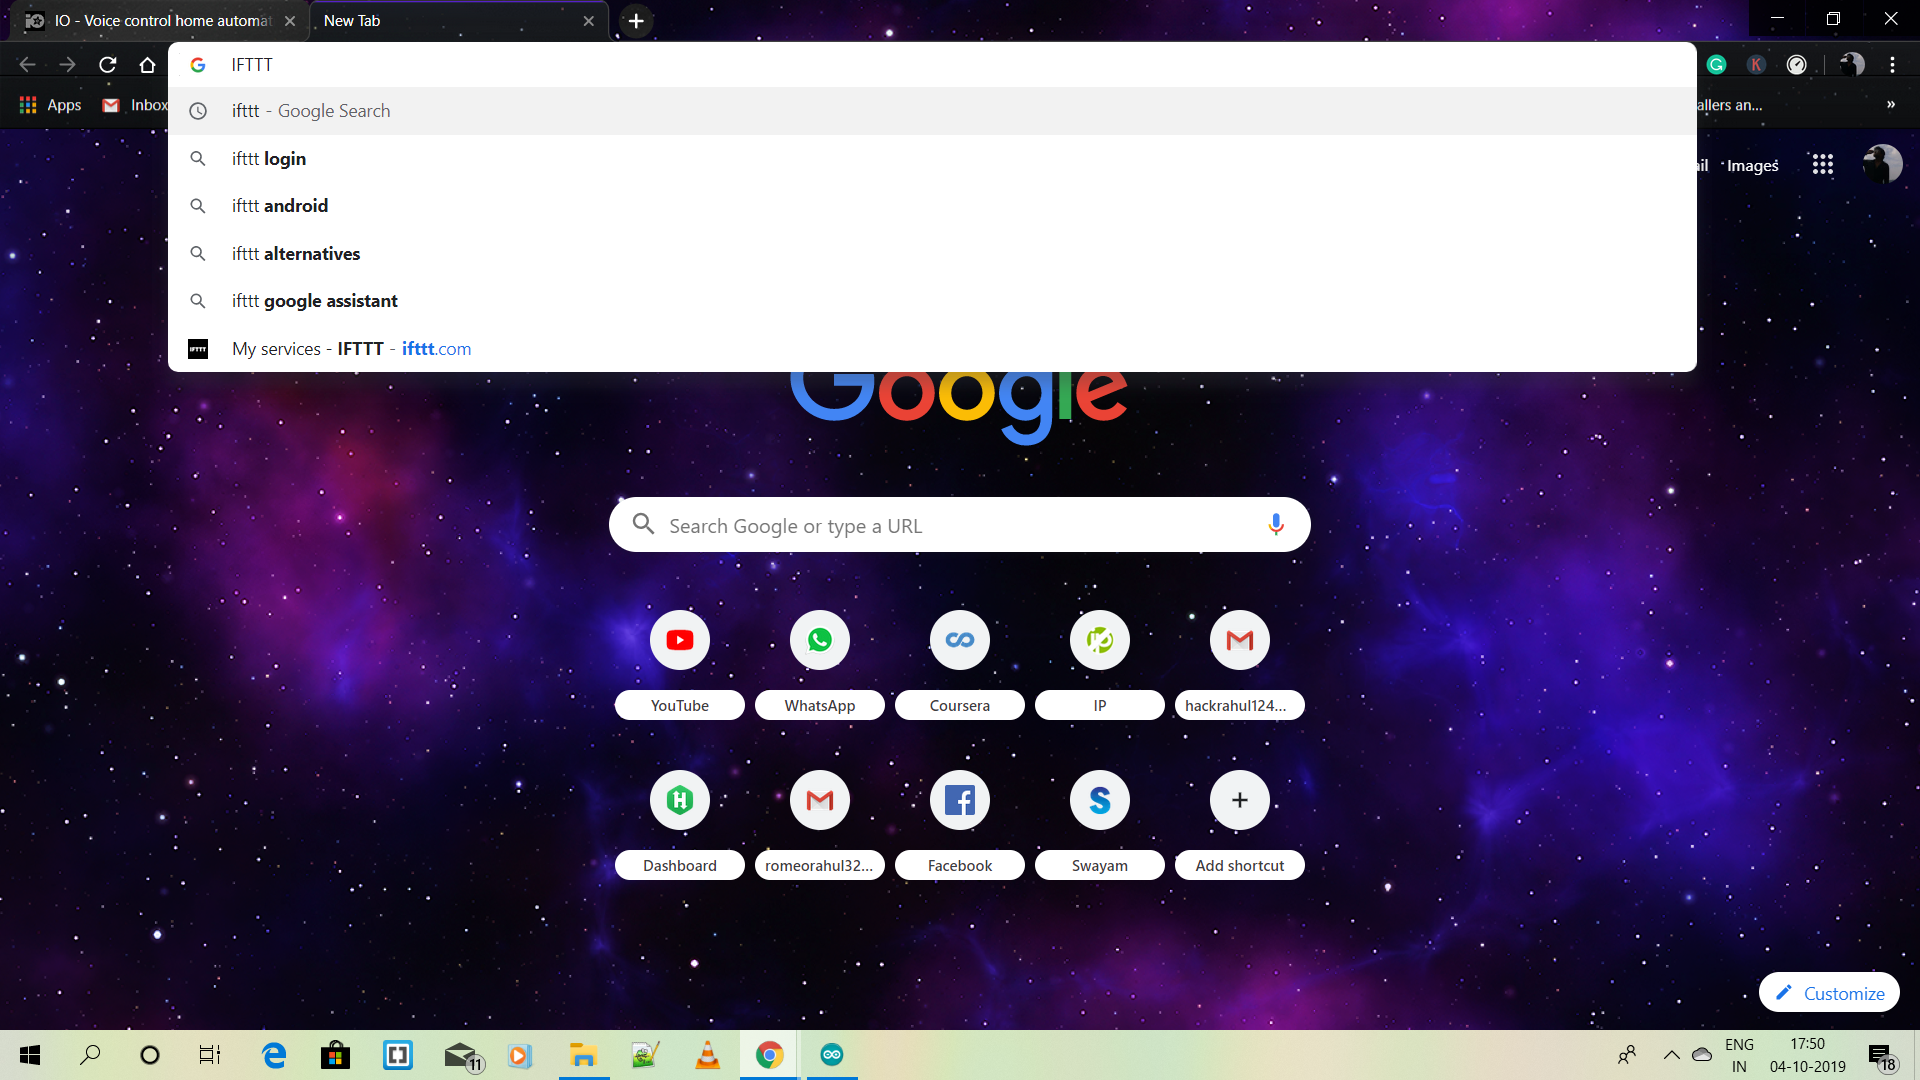 IO - Voice control home automat
New Tab
IFTTT
ifttt - Google Search
ifttt login
ifttt android
ifttt alternatives
ifttt google assistant
My services - IFTTT - ifttt.com
Apps
Inbox
allers an...
ail
Images
Google
Search Google or type a URL
YouTube
WhatsApp
Coursera
IP
hackrahul124...
Dashboard
romeorahul32...
Facebook
Swayam
Add shortcut
Customize
11
ENG
IN
17:50
04-10-2019
18